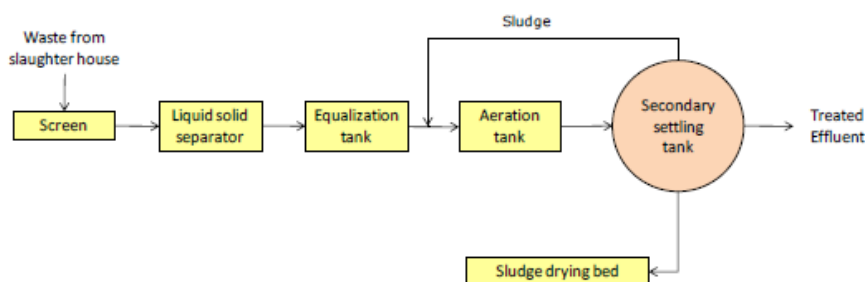 Sludge
Waste from
slaughter house
Screen
Liquid solid
separator
Equalization
tank
Aeration
tank
Secondary
settling
tank
Treated
Effluent
Sludge drying bed